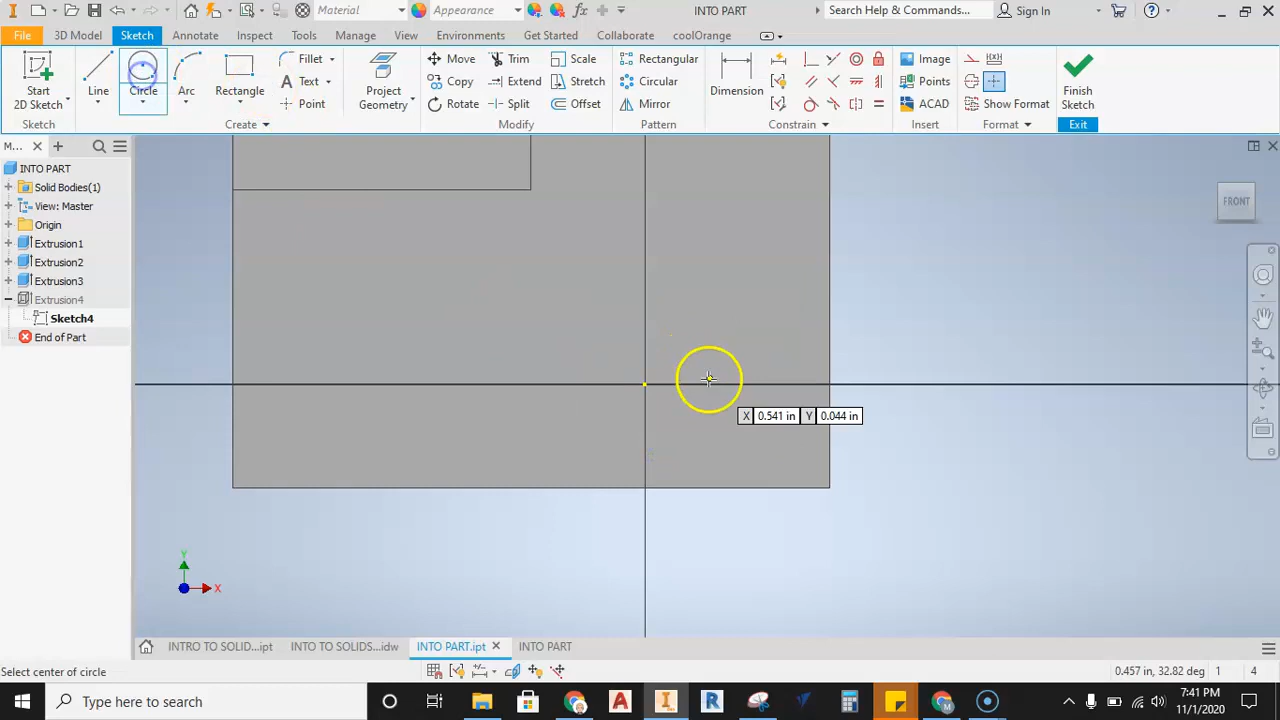 Material
Appearance
fx
INTO PART
Search Help & Commands...
Sign In
File
3D Model
Sketch
Annotate
Inspect
Tools
Manage
View
Environments
Get Started
Collaborate
coolOrange
Start
2D Sketch
Line
Circle
Arc
Rectangle
Fillet
Text
Point
Project
Geometry
Move
Copy
Rotate
Trim
Extend
Split
Scale
Stretch
Offset
Rectangular
Circular
Mirror
Dimension
Image
Points
ACAD
Show Format
Finish
Sketch
Sketch
Create
Modify
Pattern
Constrain
Insert
Format
Exit
M...
INTO PART
Solid Bodies(1)
View: Master
Origin
Extrusion1
Extrusion2
Extrusion3
Extrusion4
Sketch4
End of Part
FRONT
X 0.541 in Y 0.044 in
Y
X
INTRO TO SOLID...ipt
INTO TO SOLIDS...idw
INTO PART.ipt
INTO PART
Select center of circle
0.457 in, 32.82 deg 1 4
Type here to search
7:41 PM
11/1/2020